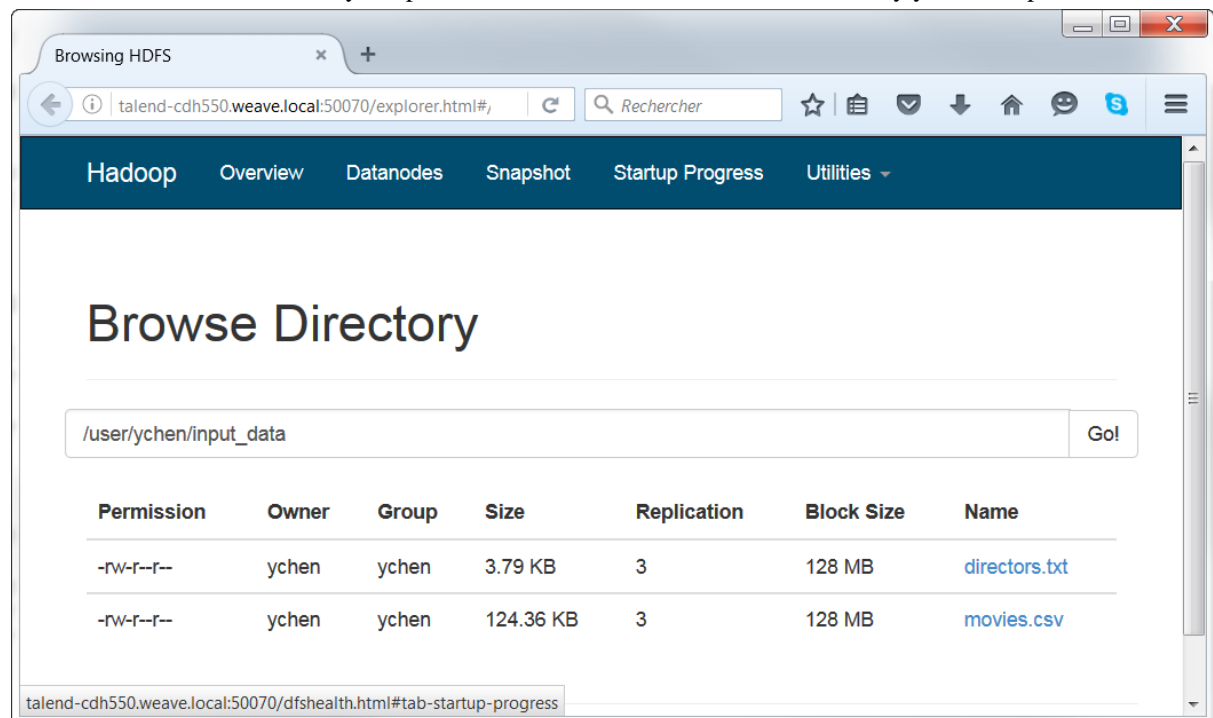 Browsing HDFS
talend-cdh550.weave.local:50070/explorer.html#/
Rechercher
Hadoop Overview Datanodes Snapshot Startup Progress Utilities
Browse Directory
/user/ychen/input_data Go!
Permission Owner Group Size Replication Block Size Name
-rw-r--r-- ychen ychen 3.79 KB 3 128 MB directors.txt
-rw-r--r-- ychen ychen 124.36 KB 3 128 MB movies.csv
talend-cdh550.weave.local:50070/dfshealth.html#tab-startup-progress